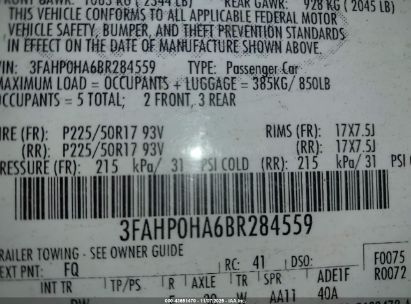 FRONT GAWR: 1065 KG (2344 LB) REAR GAWR: 928 KG (2045 LB)
THIS VEHICLE CONFORMS TO ALL APPLICABLE FEDERAL MOTOR
VEHICLE SAFETY, BUMPER, AND THEFT PREVENTION STANDARDS
IN EFFECT ON THE DATE OF MANUFACTURE SHOWN ABOVE.
VIN: 3FAHP0HA6BR284559 TYPE: Passenger Car
MAXIMUM LOAD = OCCUPANTS + LUGGAGE = 385KG/ 850LB
OCCUPANTS = 5 TOTAL; 2 FRONT, 3 REAR
TIRE (FR): P225/50R17 93V RIMS (FR): 17X7.5J
(RR): P225/50R17 93V (RR): 17X7.5J
PRESSURE (FR) 215 kPa/ 31 PSI COLD (RR): 215 kPa/ 31 PSI CO
3FAHP0HA6BR284559
TRAILER TOWING - SEE OWNER GUIDE
EXT PNT: FQ RC: 41 DSO: F0075
R0072
INT TR TP/PS R AXLE TR SPR ADE1F
AA11 40A